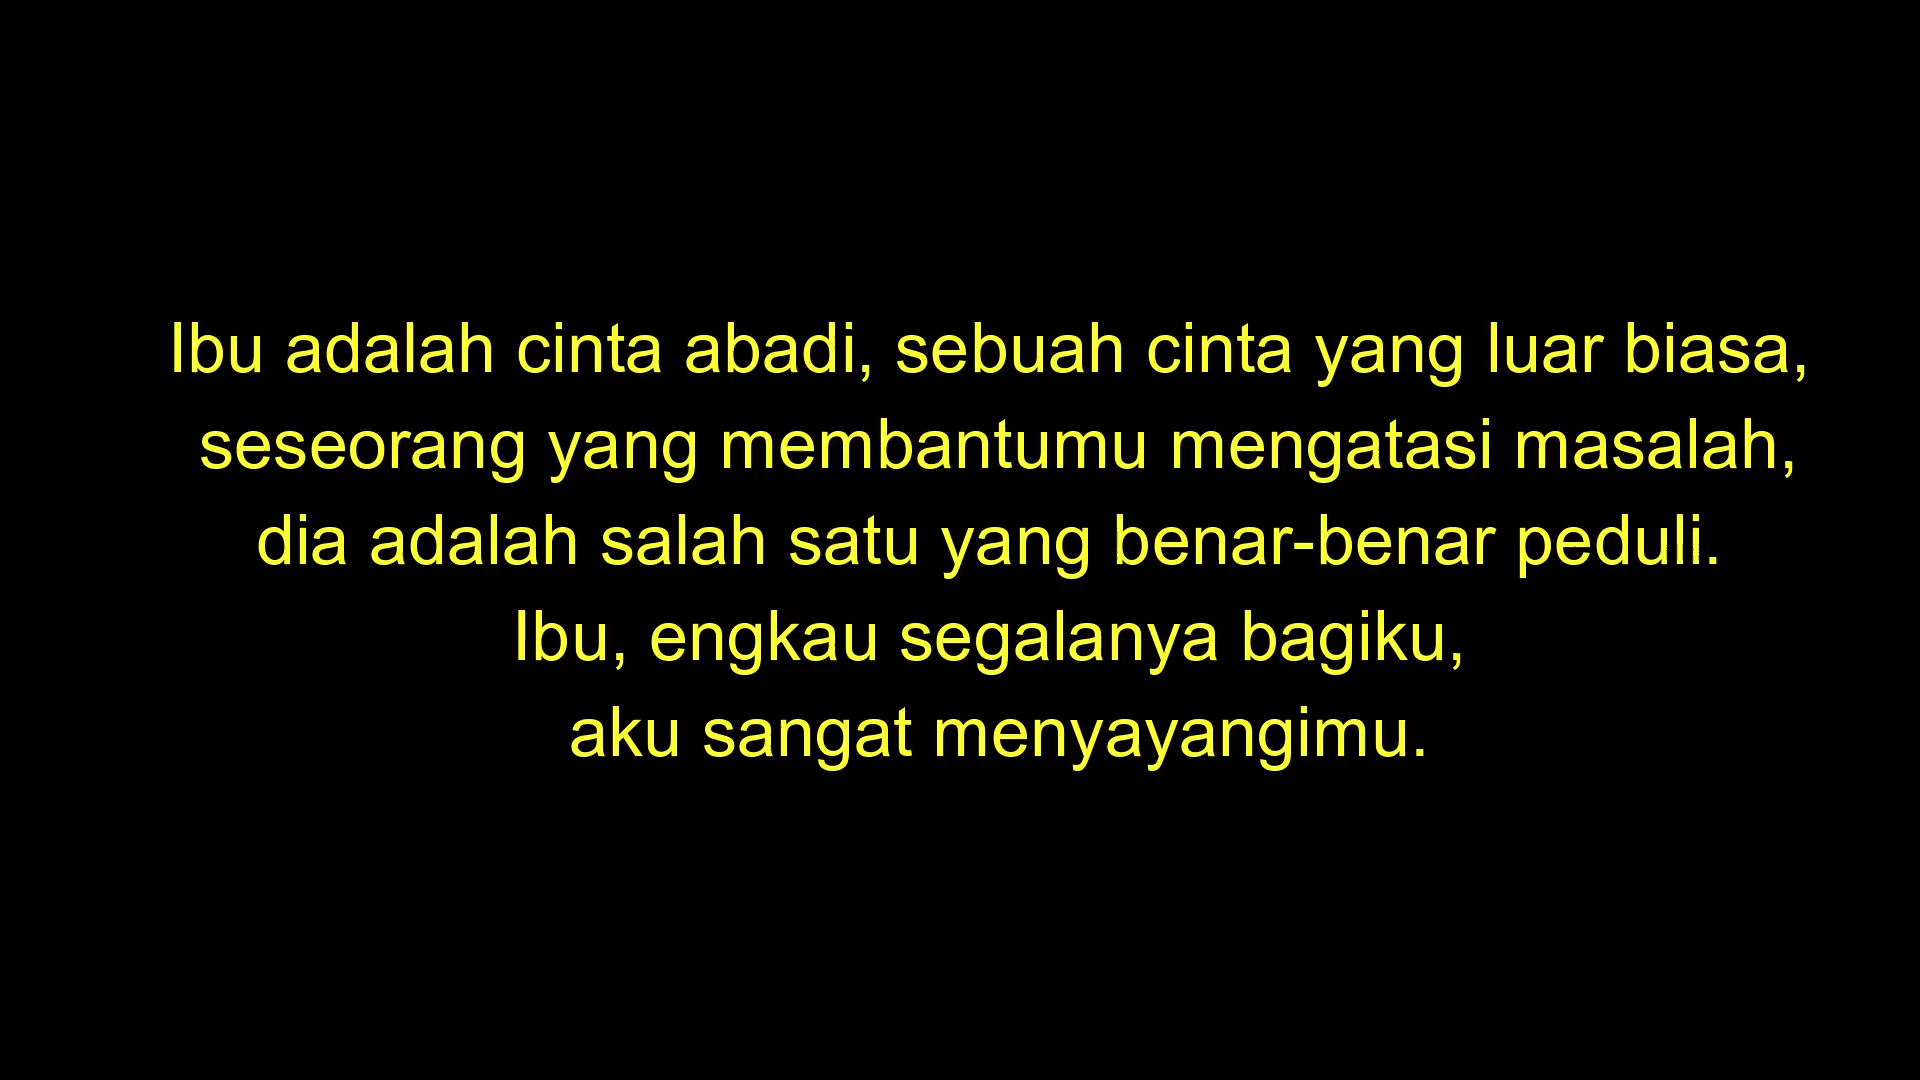 Ibu adalah cinta abadi, sebuah cinta yang luar biasa,
seseorang yang membantumu mengatasi masalah,
dia adalah salah satu yang benar-benar peduli.
Ibu, engkau segalanya bagiku,
aku sangat menyayangimu.